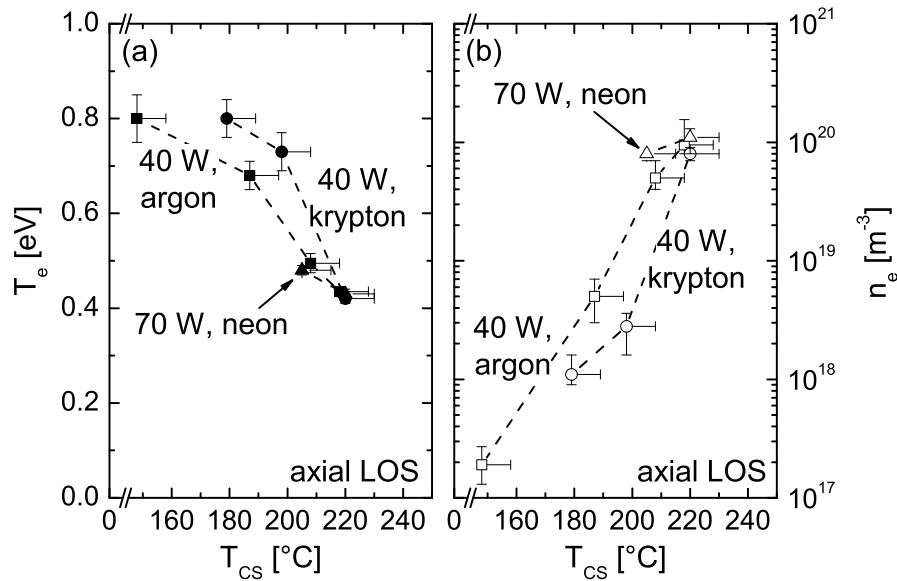 (a)
1.0
0.8
0.6
0.4
0.2
0.0
T_e [eV]
40 W,
argon
40 W,
krypton
70 W, neon
axial LOS
0 160 180 200 220 240
T_CS [°C]
(b)
70 W, neon
40 W,
krypton
40 W,
argon
axial LOS
0 160 180 200 220 240
T_CS [°C]
10^21
10^20
10^19
10^18
10^17
n_e [m^-3]